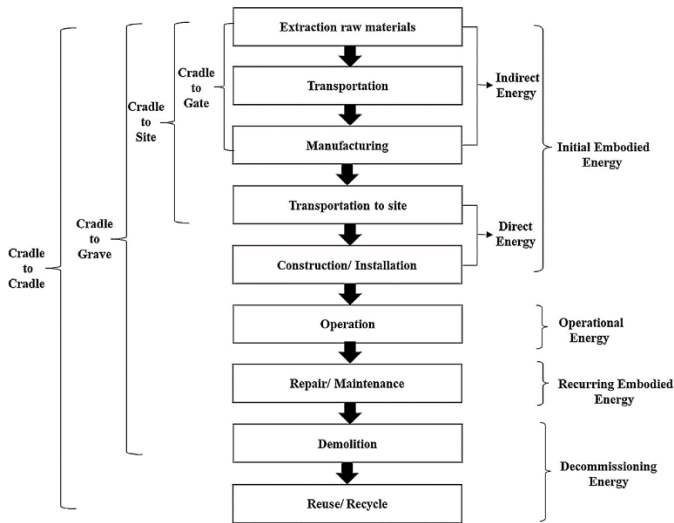 Extraction raw materials
Transportation
Manufacturing
Transportation to site
Construction/ Installation
Operation
Repair/ Maintenance
Demolition
Reuse/ Recycle
Cradle
to
Gate
Cradle
to
Site
Cradle
to
Grave
Cradle
to
Cradle
Indirect
Energy
Direct
Energy
Initial Embodied
Energy
Operational
Energy
Recurring Embodied
Energy
Decommissioning
Energy